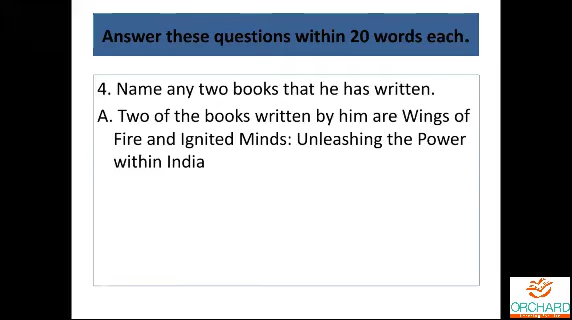 Answer these questions within 20 words each.
4. Name any two books that he has written.
A. Two of the books written by him are Wings of
Fire and Ignited Minds: Unleashing the Power
within India
ORCHARD